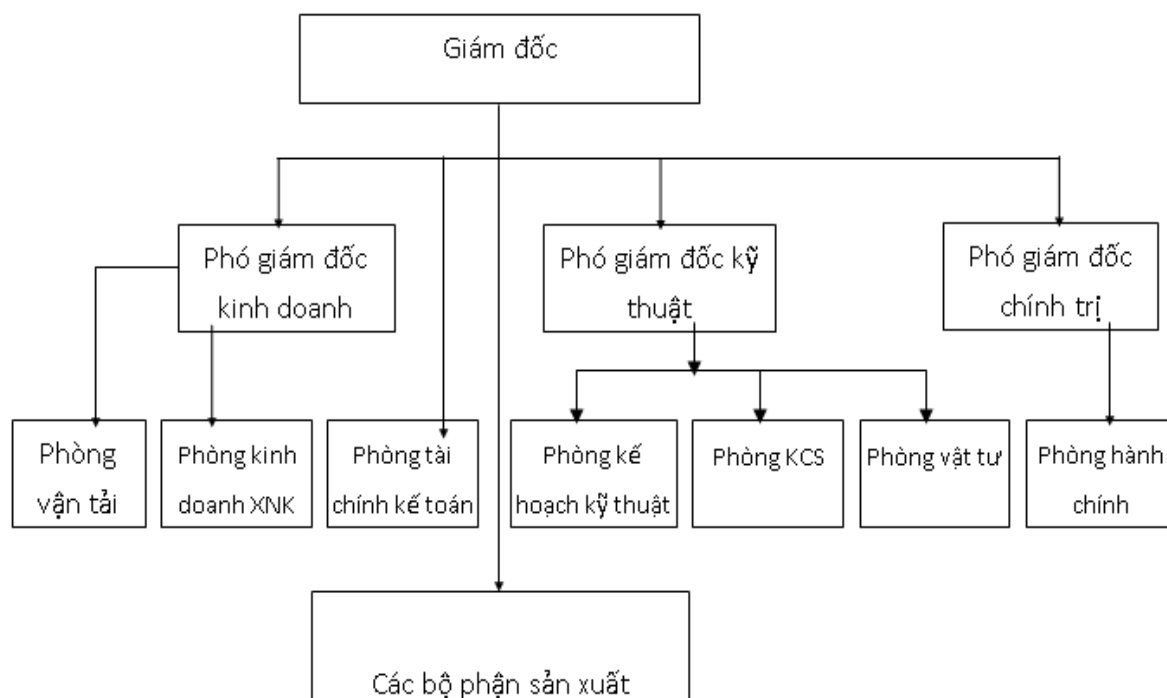 Giám đốc
Phó giám đốc
kinh doanh
Phó giám đốc kỹ
thuật
Phó giám đốc
chính trị
Phòng
vận tải
Phòng kinh
doanh XNK
Phòng tài
chính kế toán
Phòng kế
hoạch kỹ thuật
Phòng KCS
Phòng vật tư
Phòng hành
chính
Các bộ phận sản xuất